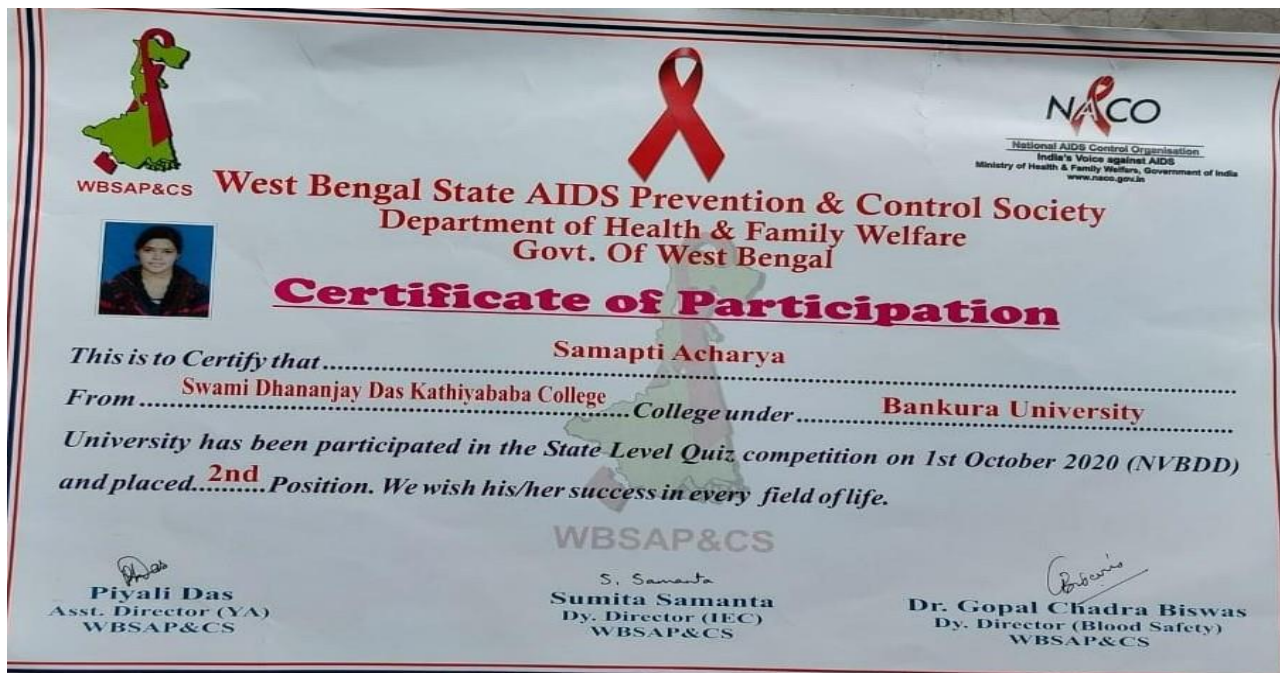 WBSAP&CS
NACO
National AIDS Control Organisation
India's Voice against AIDS
Ministry of Health & Family Welfare, Government of India
www.naco.gov.in
West Bengal State AIDS Prevention & Control Society
Department of Health & Family Welfare
Govt. Of West Bengal
Certificate of Participation
This is to Certify that ............ Samapti Acharya ............
From ............ Swami Dhananjay Das Kathiyababa College ............ College under ............ Bankura University ............
University has been participated in the State Level Quiz competition on 1st October 2020 (NVBDD)
and placed..2nd..Position. We wish his/her success in every field of life.
WBSAP&CS
Piyali Das
Asst. Director (YA)
WBSAP&CS
S. Samanta
Sumita Samanta
Dy. Director (IEC)
WBSAP&CS
Dr. Gopal Chadra Biswas
Dy. Director (Blood Safety)
WBSAP&CS